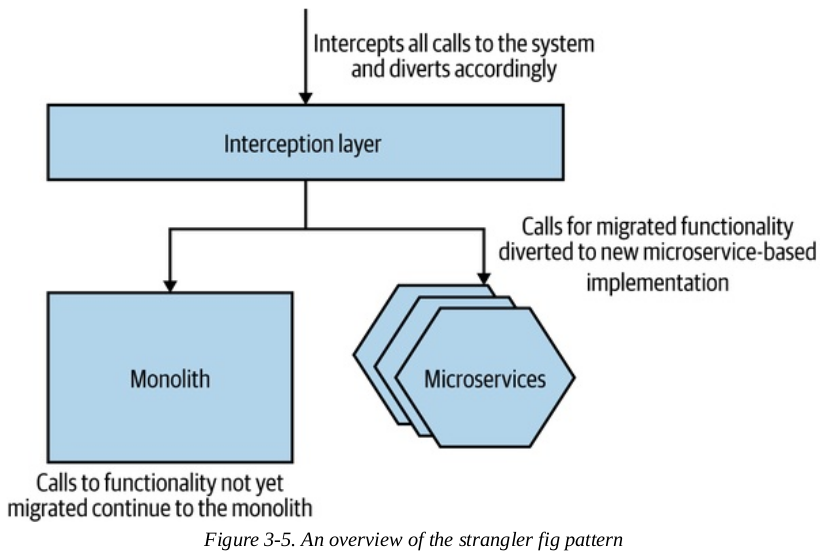 Intercepts all calls to the system
and diverts accordingly
Interception layer
Calls for migrated functionality
diverted to new microservice-based
implementation
Monolith
Microservices
Calls to functionality not yet
migrated continue to the monolith
Figure 3-5. An overview of the strangler fig pattern